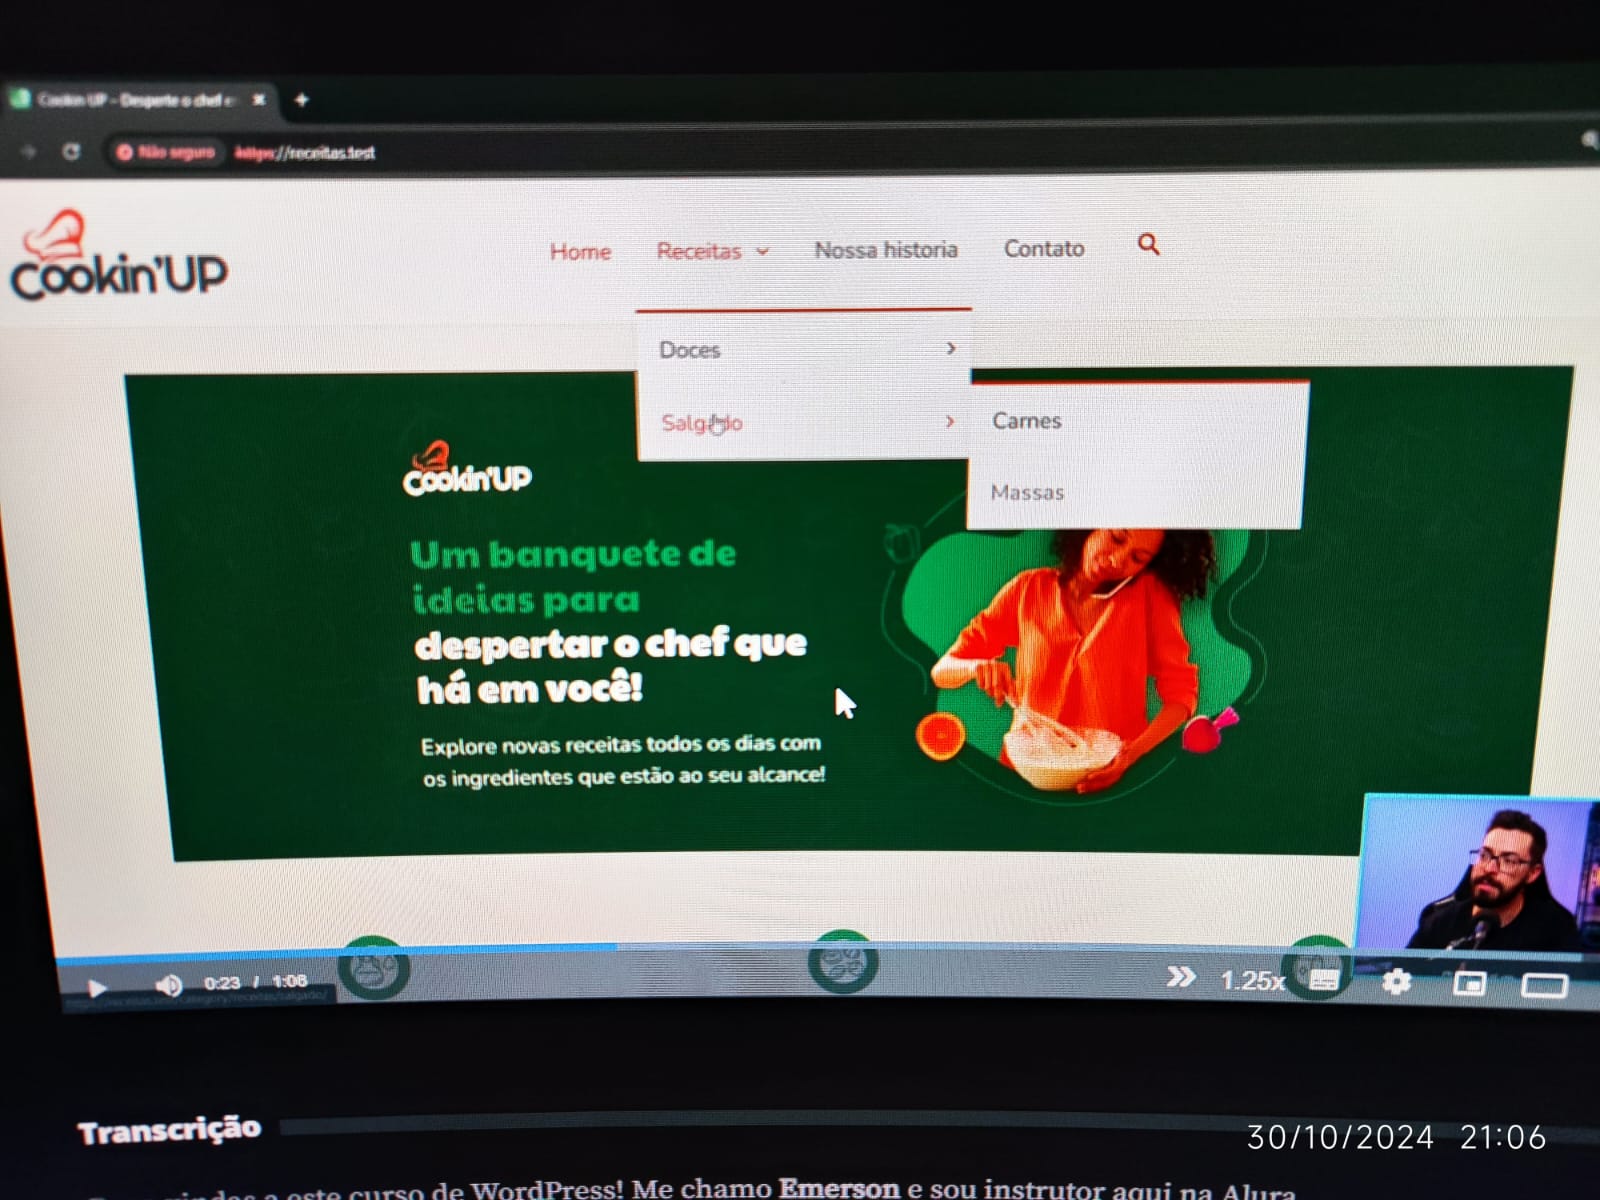 Cookin UP - Desperte o chef e
Não seguro https://receitas.test
Cookin'UP
Home Receitas Nossa historia Contato
Doces
Salgado Carnes
Massas
Cookin'UP
Um banquete de
ideias para
despertar o chef que
há em você!
Explore novas receitas todos os dias com
os ingredientes que estão ao seu alcance!
0:23 / 1:06 1.25x
Transcrição
30/10/2024 21:06
a este curso de WordPress! Me chamo Emerson e sou instrutor aqui na Alura